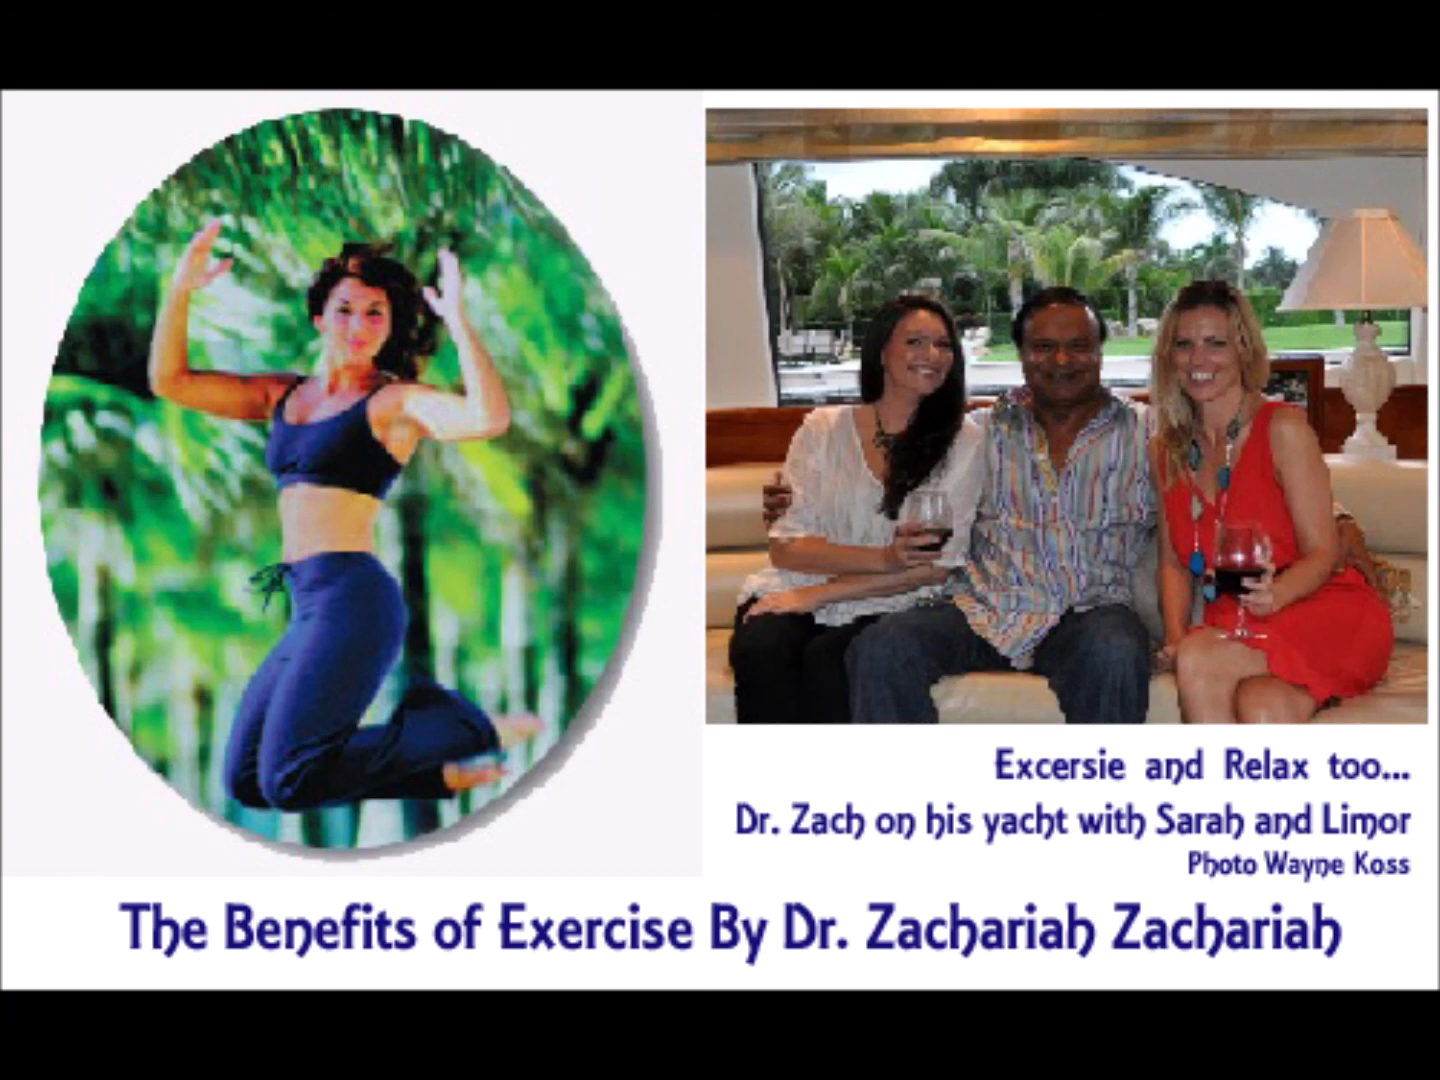 Excersie and Relax too...
Dr. Zach on his yacht with Sarah and Limor
Photo Wayne Koss
The Benefits of Exercise By Dr. Zachariah Zachariah